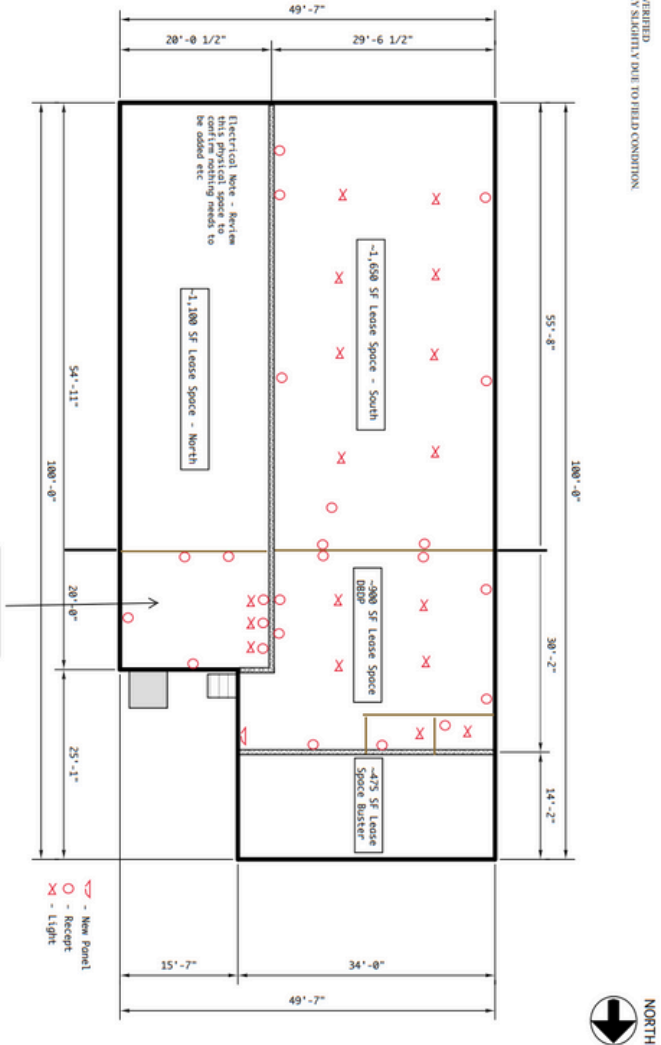 VERIFIED
Y SLIGHTLY DUE TO FIELD CONDITION.
NORTH
49'-7"
20'-0 1/2"
29'-6 1/2"
Electrical Note - Review
this physical space to
confirm nothing needs to
be added etc
~1,650 SF Lease Space - South
~1,100 SF Lease Space - North
55'-8"
100'-0"
54'-11"
100'-0"
20'-0"
~900 SF Lease Space
DBDP
30'-2"
25'-1"
~475 SF Lease
Space Buster
14'-2"
- New Panel
- Recept
- Light
15'-7"
34'-0"
49'-7"